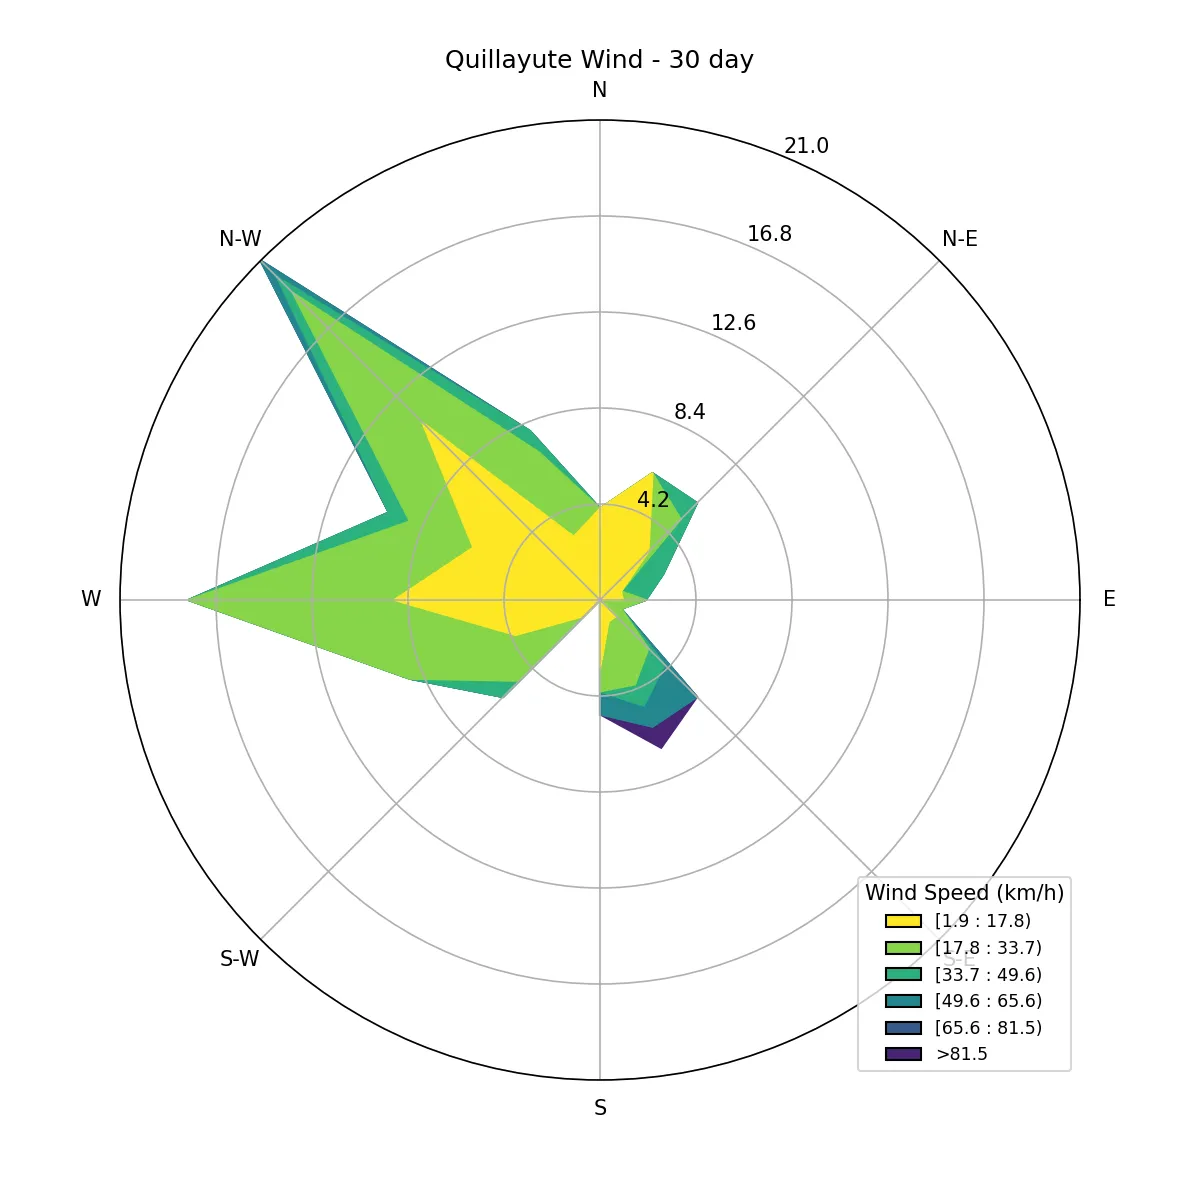 Quillayute Wind - 30 day
N
21.0
16.8
N-W
N-E
12.6
8.4
4.2
W
E
S-W
S-E
S
Wind Speed (km/h)
[1.9 : 17.8)
[17.8 : 33.7)
[33.7 : 49.6)
[49.6 : 65.6)
[65.6 : 81.5)
>81.5